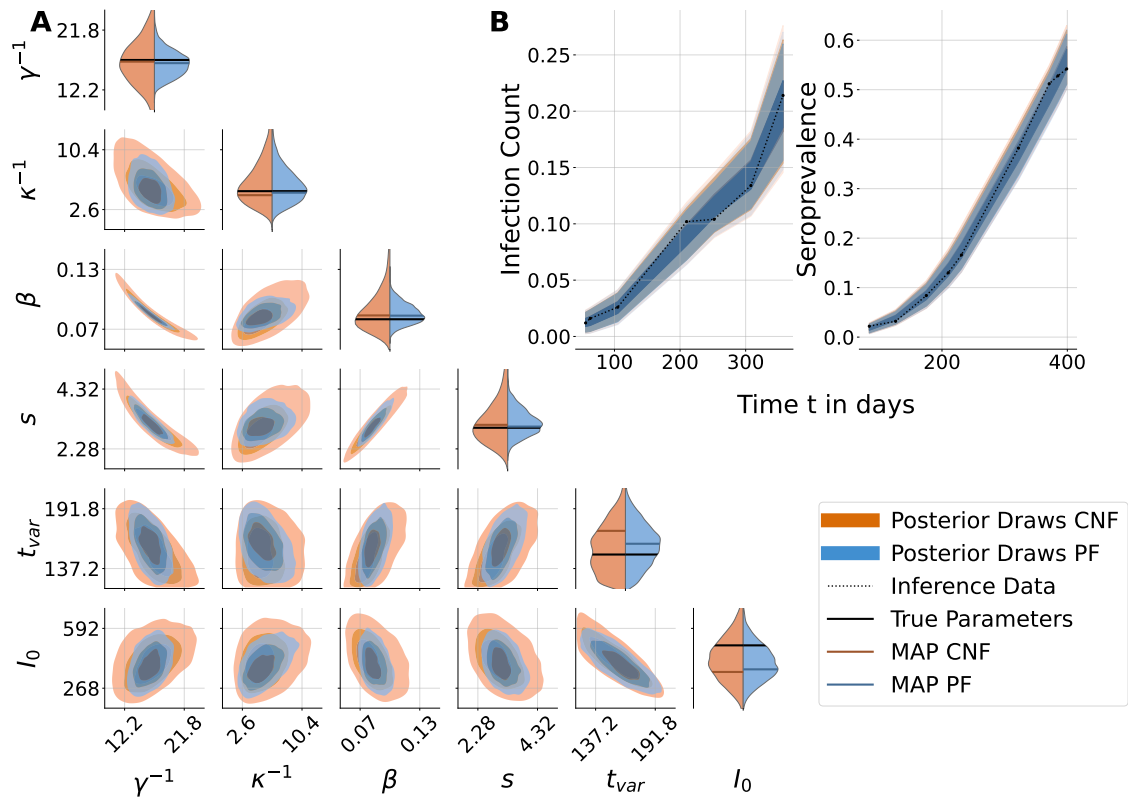 A
B
γ⁻¹
21.8
12.2
κ⁻¹
10.4
2.6
β
0.13
0.07
s
4.32
2.28
t_var
191.8
137.2
I₀
592
268
12.2
21.8
2.6
10.4
0.07
0.13
2.28
4.32
137.2
191.8
γ⁻¹
κ⁻¹
β
s
t_var
I₀
Infection Count
0.25
0.20
0.15
0.10
0.05
0.00
100
200
300
Seroprevalence
0.6
0.5
0.4
0.3
0.2
0.1
0.0
200
400
Time t in days
Posterior Draws CNF
Posterior Draws PF
Inference Data
True Parameters
MAP CNF
MAP PF